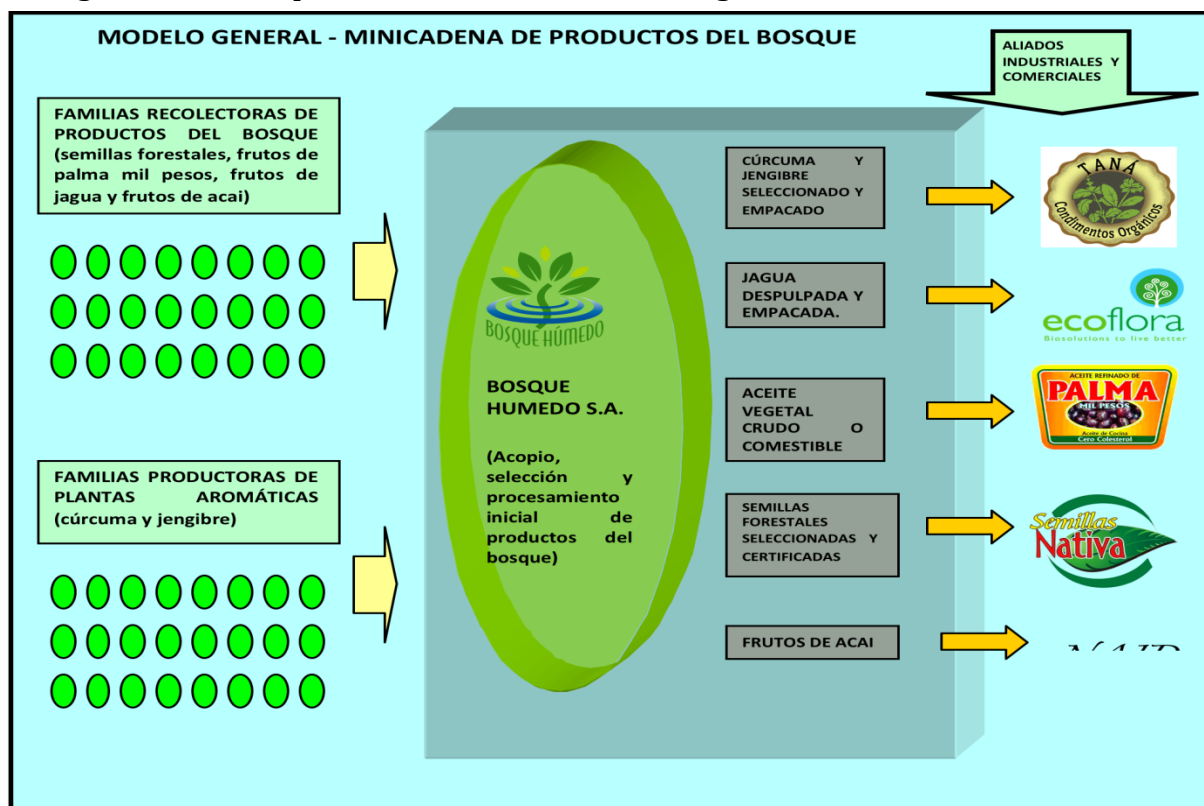 MODELO GENERAL - MINICADENA DE PRODUCTOS DEL BOSQUE
ALIADOS
INDUSTRIALES Y
COMERCIALES
FAMILIAS RECOLECTORAS DE
PRODUCTOS DEL BOSQUE
(semillas forestales, frutos de
palma mil pesos, frutos de
jagua y frutos de acai)
FAMILIAS PRODUCTORAS DE
PLANTAS AROMÁTICAS
(cúrcuma y jengibre)
BOSQUE HÚMEDO
BOSQUE
HUMEDO S.A.
(Acopio,
selección y
procesamiento
inicial de
productos del
bosque)
CÚRCUMA Y
JENGIBRE
SELECCIONADO Y
EMPACADO
JAGUA
DESPULPADA Y
EMPACADA.
ACEITE
VEGETAL
CRUDO O
COMESTIBLE
SEMILLAS
FORESTALES
SELECCIONADAS Y
CERTIFICADAS
FRUTOS DE ACAI
TANÁ
Condimentos Orgánicos
ecoflora
Biosolutions to live better
ACEITE REFINADO DE
PALMA
MIL PESOS
Aceite de Cocina
Cero Colesterol
Semillas
Nativa